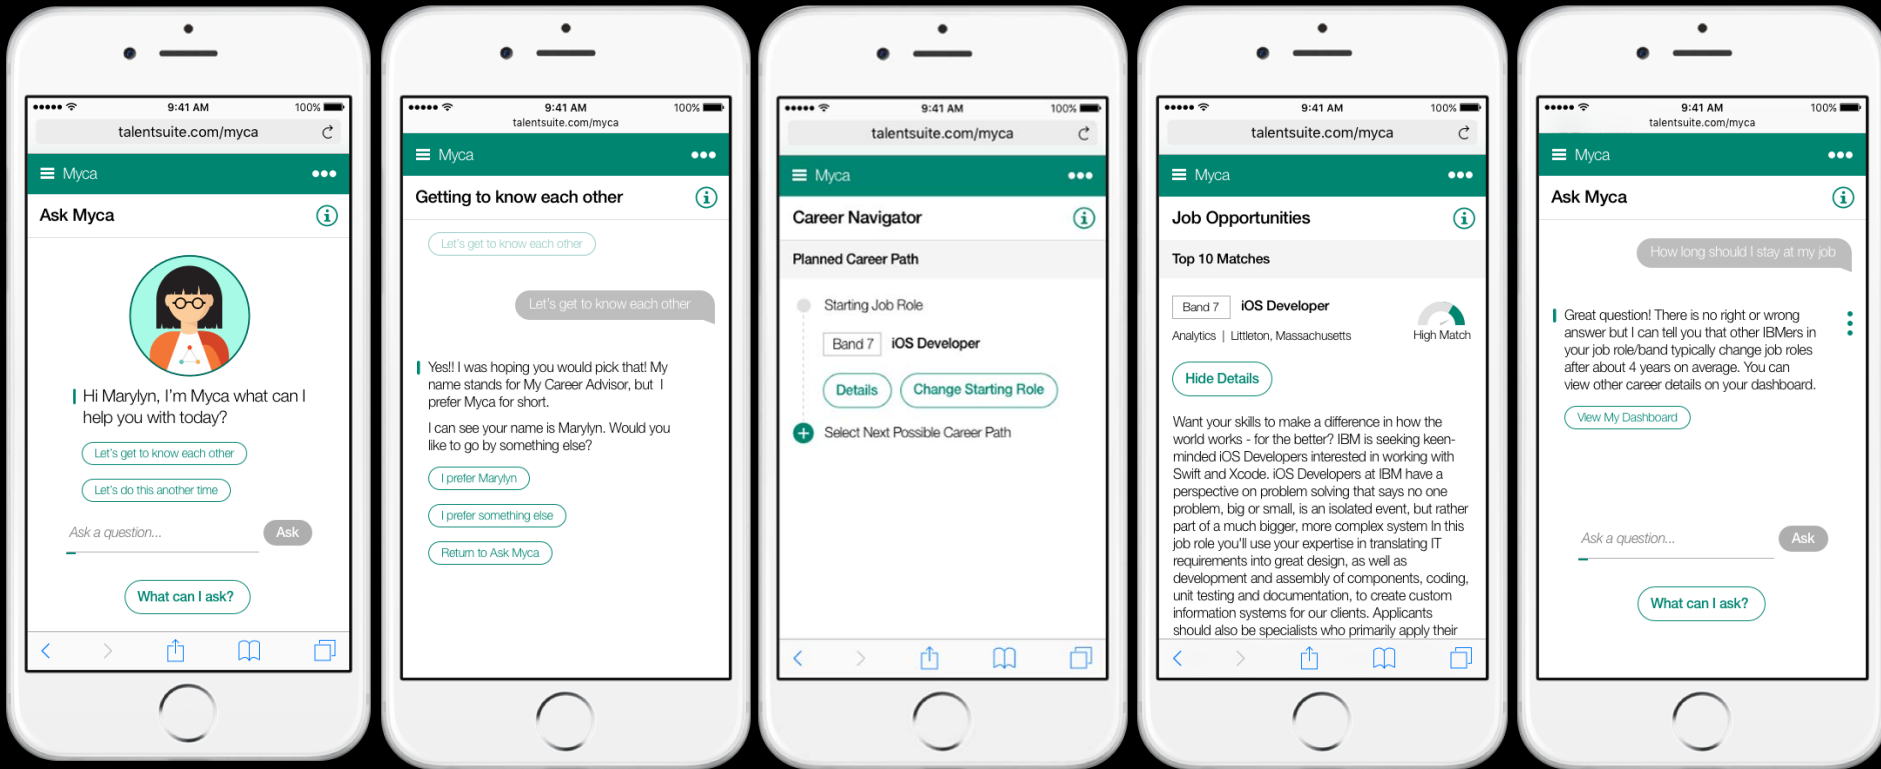 9:41 AM
100%
talentsuite.com/myca
Myca
Ask Myca
Hi Marylyn, I'm Myca what can I
help you with today?
Let's get to know each other
Let's do this another time
Ask a question...
Ask
What can I ask?
9:41 AM
100%
talentsuite.com/myca
Myca
Getting to know each other
Let's get to know each other
Let's get to know each other
Yes!! I was hoping you would pick that! My
name stands for My Career Advisor, but I
prefer Myca for short.
I can see your name is Marylyn. Would you
like to go by something else?
I prefer Marylyn
I prefer something else
Return to Ask Myca
9:41 AM
100%
talentsuite.com/myca
Myca
Career Navigator
Planned Career Path
Starting Job Role
Band 7 iOS Developer
Details
Change Starting Role
Select Next Possible Career Path
9:41 AM
100%
talentsuite.com/myca
Myca
Job Opportunities
Top 10 Matches
Band 7 iOS Developer
Analytics | Littleton, Massachusetts
High Match
Hide Details
Want your skills to make a difference in how the
world works - for the better? IBM is seeking keen-
minded iOS Developers interested in working with
Swift and Xcode. iOS Developers at IBM have a
perspective on problem solving that says no one
problem, big or small, is an isolated event, but rather
part of a much bigger, more complex system In this
job role you'll use your expertise in translating IT
requirements into great design, as well as
development and assembly of components, coding,
unit testing and documentation, to create custom
information systems for our clients. Applicants
should also be specialists who primarily apply their
9:41 AM
100%
talentsuite.com/myca
Myca
Ask Myca
How long should I stay at my job
Great question! There is no right or wrong
answer but I can tell you that other IBMers in
your job role/band typically change job roles
after about 4 years on average. You can
view other career details on your dashboard.
View My Dashboard
Ask a question...
Ask
What can I ask?